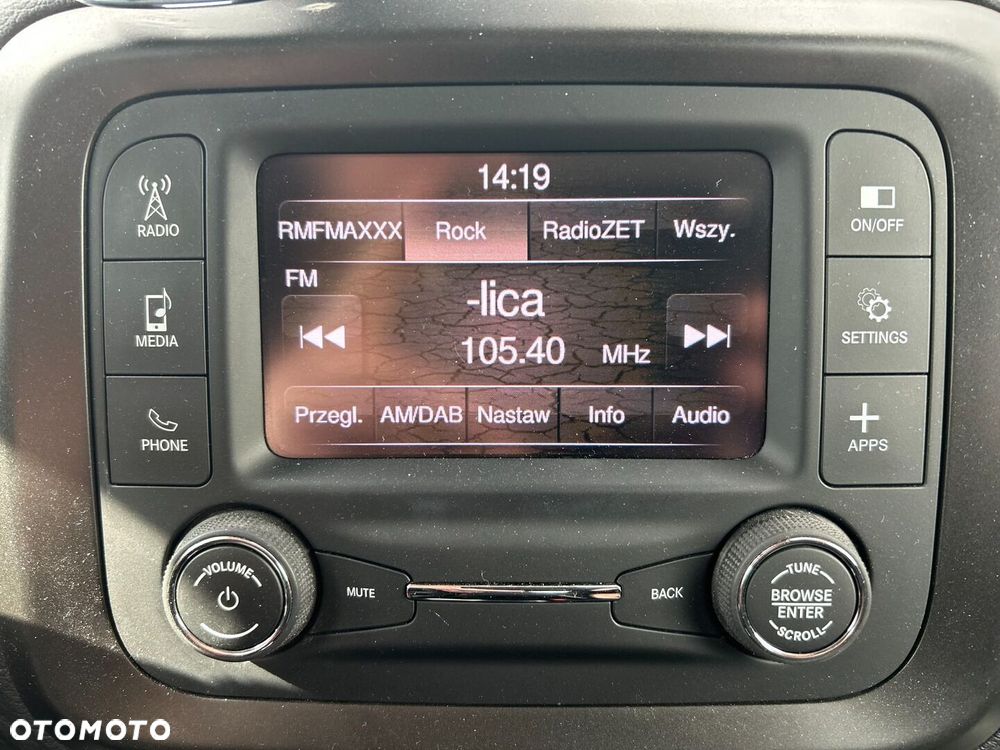 14:19
RMFMAXXX Rock RadioZET Wszy.
FM
-lica
105.40 MHz
Przegl. AM/DAB Nastaw Info Audio
RADIO
MEDIA
PHONE
ON/OFF
SETTINGS
APPS
VOLUME
MUTE
BACK
TUNE
BROWSE
ENTER
SCROLL
OTOMOTO